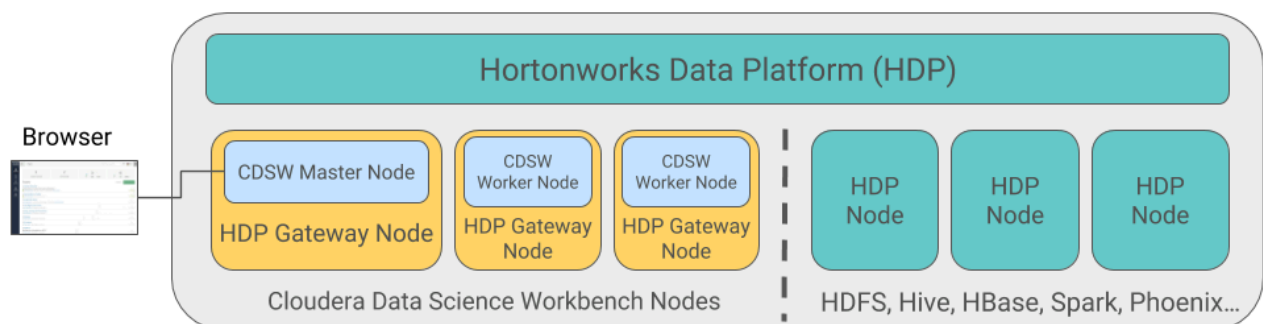 Hortonworks Data Platform (HDP)
Browser
CDSW Master Node
HDP Gateway Node
CDSW
Worker Node
HDP Gateway
Node
CDSW
Worker Node
HDP Gateway
Node
HDP
Node
HDP
Node
HDP
Node
Cloudera Data Science Workbench Nodes
HDFS, Hive, HBase, Spark, Phoenix...